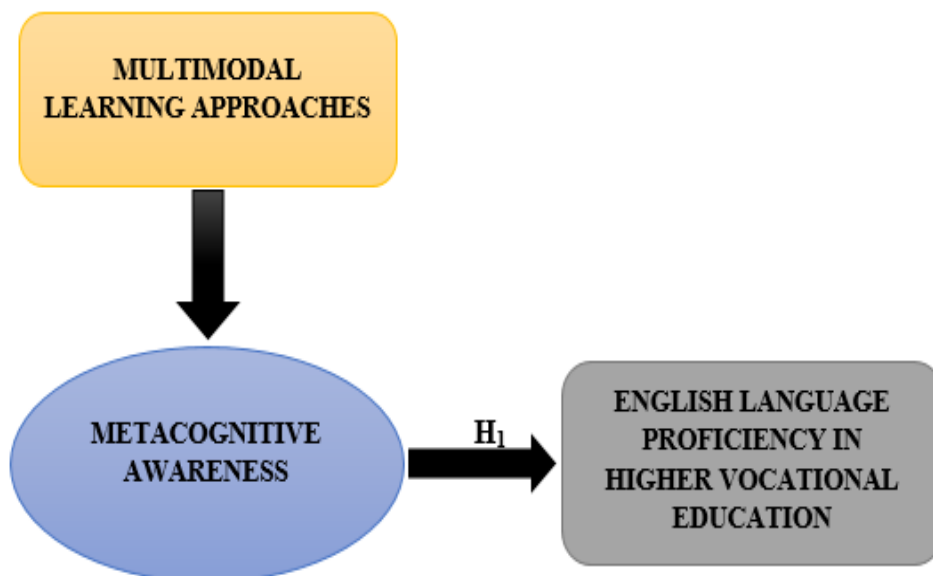 MULTIMODAL
LEARNING APPROACHES
METACOGNITIVE
AWARENESS
H₁
ENGLISH LANGUAGE
PROFICIENCY IN
HIGHER VOCATIONAL
EDUCATION